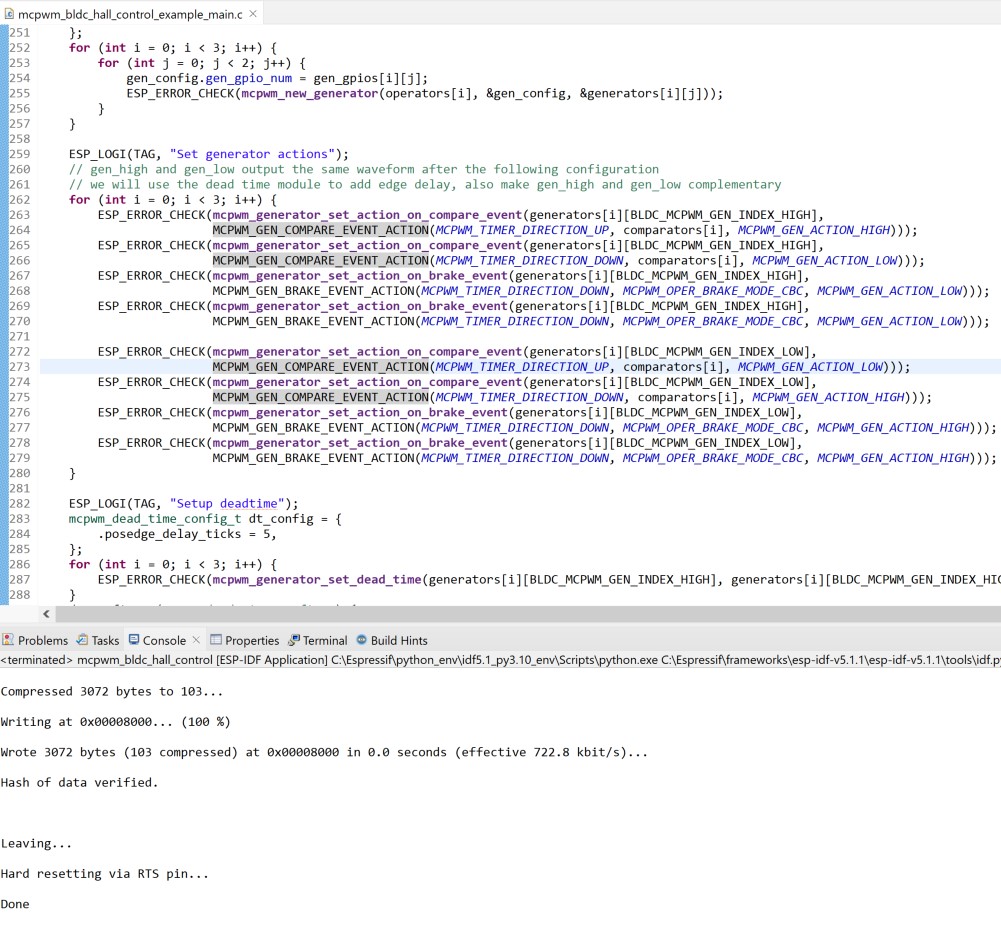 mcpwm_bldc_hall_control_example_main.c
251 };
252 for (int i = 0; i < 3; i++) {
253 for (int j = 0; j < 2; j++) {
254 gen_config.gen_gpio_num = gen_gpios[i][j];
255 ESP_ERROR_CHECK(mcpwm_new_generator(operators[i], &gen_config, &generators[i][j]));
256 }
257 }
258
259 ESP_LOGI(TAG, "Set generator actions");
260 // gen_high and gen_low output the same waveform after the following configuration
261 // we will use the dead time module to add edge delay, also make gen_high and gen_low complementary
262 for (int i = 0; i < 3; i++) {
263 ESP_ERROR_CHECK(mcpwm_generator_set_action_on_compare_event(generators[i][BLDC_MCPWM_GEN_INDEX_HIGH],
264 MCPWM_GEN_COMPARE_EVENT_ACTION(MCPWM_TIMER_DIRECTION_UP, comparators[i], MCPWM_GEN_ACTION_HIGH)));
265 ESP_ERROR_CHECK(mcpwm_generator_set_action_on_compare_event(generators[i][BLDC_MCPWM_GEN_INDEX_HIGH],
266 MCPWM_GEN_COMPARE_EVENT_ACTION(MCPWM_TIMER_DIRECTION_DOWN, comparators[i], MCPWM_GEN_ACTION_LOW)));
267 ESP_ERROR_CHECK(mcpwm_generator_set_action_on_brake_event(generators[i][BLDC_MCPWM_GEN_INDEX_HIGH],
268 MCPWM_GEN_BRAKE_EVENT_ACTION(MCPWM_TIMER_DIRECTION_DOWN, MCPWM_OPER_BRAKE_MODE_CBC, MCPWM_GEN_ACTION_LOW)));
269 ESP_ERROR_CHECK(mcpwm_generator_set_action_on_brake_event(generators[i][BLDC_MCPWM_GEN_INDEX_HIGH],
270 MCPWM_GEN_BRAKE_EVENT_ACTION(MCPWM_TIMER_DIRECTION_DOWN, MCPWM_OPER_BRAKE_MODE_CBC, MCPWM_GEN_ACTION_LOW)));
271
272 ESP_ERROR_CHECK(mcpwm_generator_set_action_on_compare_event(generators[i][BLDC_MCPWM_GEN_INDEX_LOW],
273 MCPWM_GEN_COMPARE_EVENT_ACTION(MCPWM_TIMER_DIRECTION_UP, comparators[i], MCPWM_GEN_ACTION_LOW)));
274 ESP_ERROR_CHECK(mcpwm_generator_set_action_on_compare_event(generators[i][BLDC_MCPWM_GEN_INDEX_LOW],
275 MCPWM_GEN_COMPARE_EVENT_ACTION(MCPWM_TIMER_DIRECTION_DOWN, comparators[i], MCPWM_GEN_ACTION_HIGH)));
276 ESP_ERROR_CHECK(mcpwm_generator_set_action_on_brake_event(generators[i][BLDC_MCPWM_GEN_INDEX_LOW],
277 MCPWM_GEN_BRAKE_EVENT_ACTION(MCPWM_TIMER_DIRECTION_DOWN, MCPWM_OPER_BRAKE_MODE_CBC, MCPWM_GEN_ACTION_HIGH)));
278 ESP_ERROR_CHECK(mcpwm_generator_set_action_on_brake_event(generators[i][BLDC_MCPWM_GEN_INDEX_LOW],
279 MCPWM_GEN_BRAKE_EVENT_ACTION(MCPWM_TIMER_DIRECTION_DOWN, MCPWM_OPER_BRAKE_MODE_CBC, MCPWM_GEN_ACTION_HIGH)));
280 }
281
282 ESP_LOGI(TAG, "Setup deadtime");
283 mcpwm_dead_time_config_t dt_config = {
284 .posedge_delay_ticks = 5,
285 };
286 for (int i = 0; i < 3; i++) {
287 ESP_ERROR_CHECK(mcpwm_generator_set_dead_time(generators[i][BLDC_MCPWM_GEN_INDEX_HIGH], generators[i][BLDC_MCPWM_GEN_INDEX_HIG
288 }
Problems Tasks Console Properties Terminal Build Hints
<terminated> mcpwm_bldc_hall_control [ESP-IDF Application] C:\Espressif\python_env\idf5.1_py3.10_env\Scripts\python.exe C:\Espressif\frameworks\esp-idf-v5.1.1\esp-idf-v5.1.1\tools\idf.py
Compressed 3072 bytes to 103...
Writing at 0x00008000... (100 %)
Wrote 3072 bytes (103 compressed) at 0x00008000 in 0.0 seconds (effective 722.8 kbit/s)...
Hash of data verified.
Leaving...
Hard resetting via RTS pin...
Done